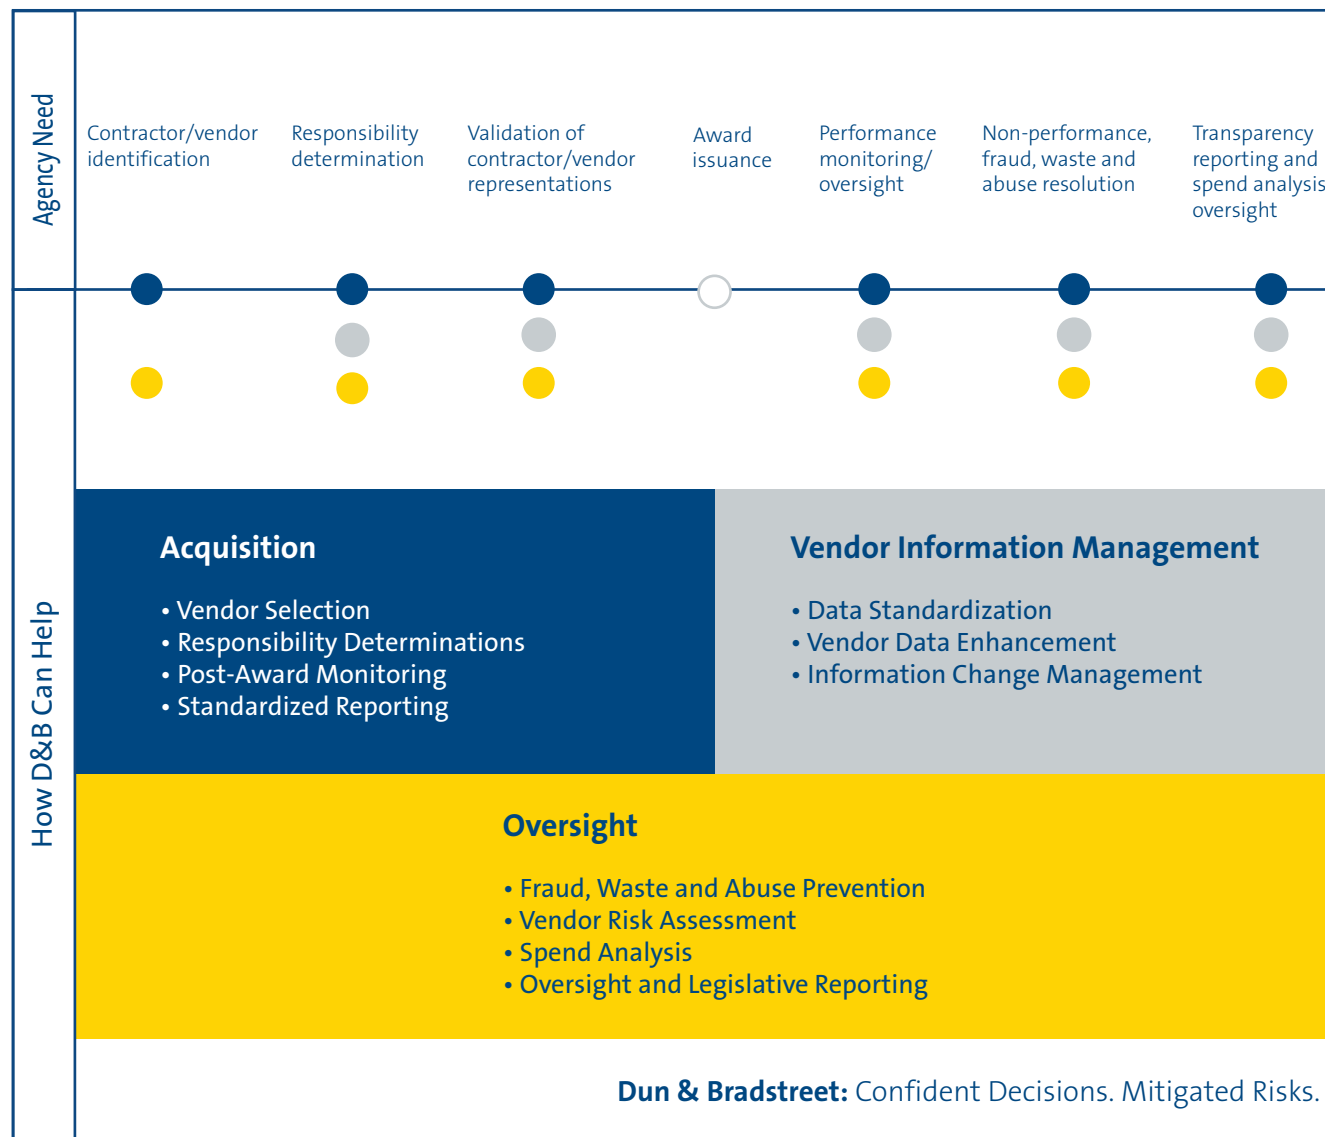 Agency Need
Contractor/vendor
identification
Responsibility
determination
Validation of
contractor/vendor
representations
Award
issuance
Performance
monitoring/
oversight
Non-performance,
fraud, waste and
abuse resolution
Transparency
reporting and
spend analysis
oversight
How D&B Can Help
Acquisition
• Vendor Selection
• Responsibility Determinations
• Post-Award Monitoring
• Standardized Reporting
Vendor Information Management
• Data Standardization
• Vendor Data Enhancement
• Information Change Management
Oversight
• Fraud, Waste and Abuse Prevention
• Vendor Risk Assessment
• Spend Analysis
• Oversight and Legislative Reporting
Dun & Bradstreet: Confident Decisions. Mitigated Risks.